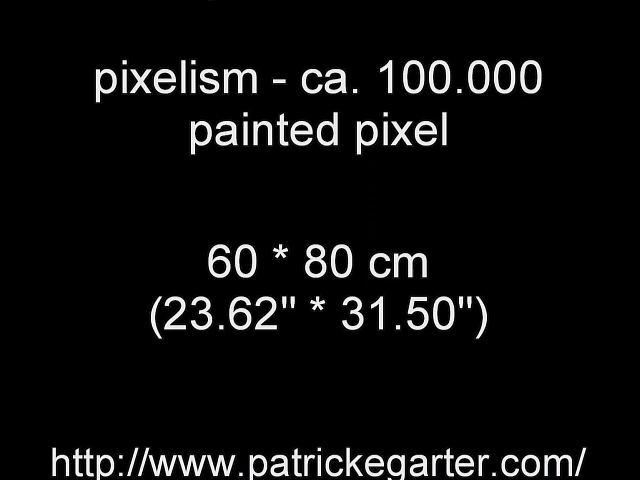 pixelism - ca. 100.000
painted pixel
60 * 80 cm
(23.62" * 31.50")
http://www.patrickegarter.com/